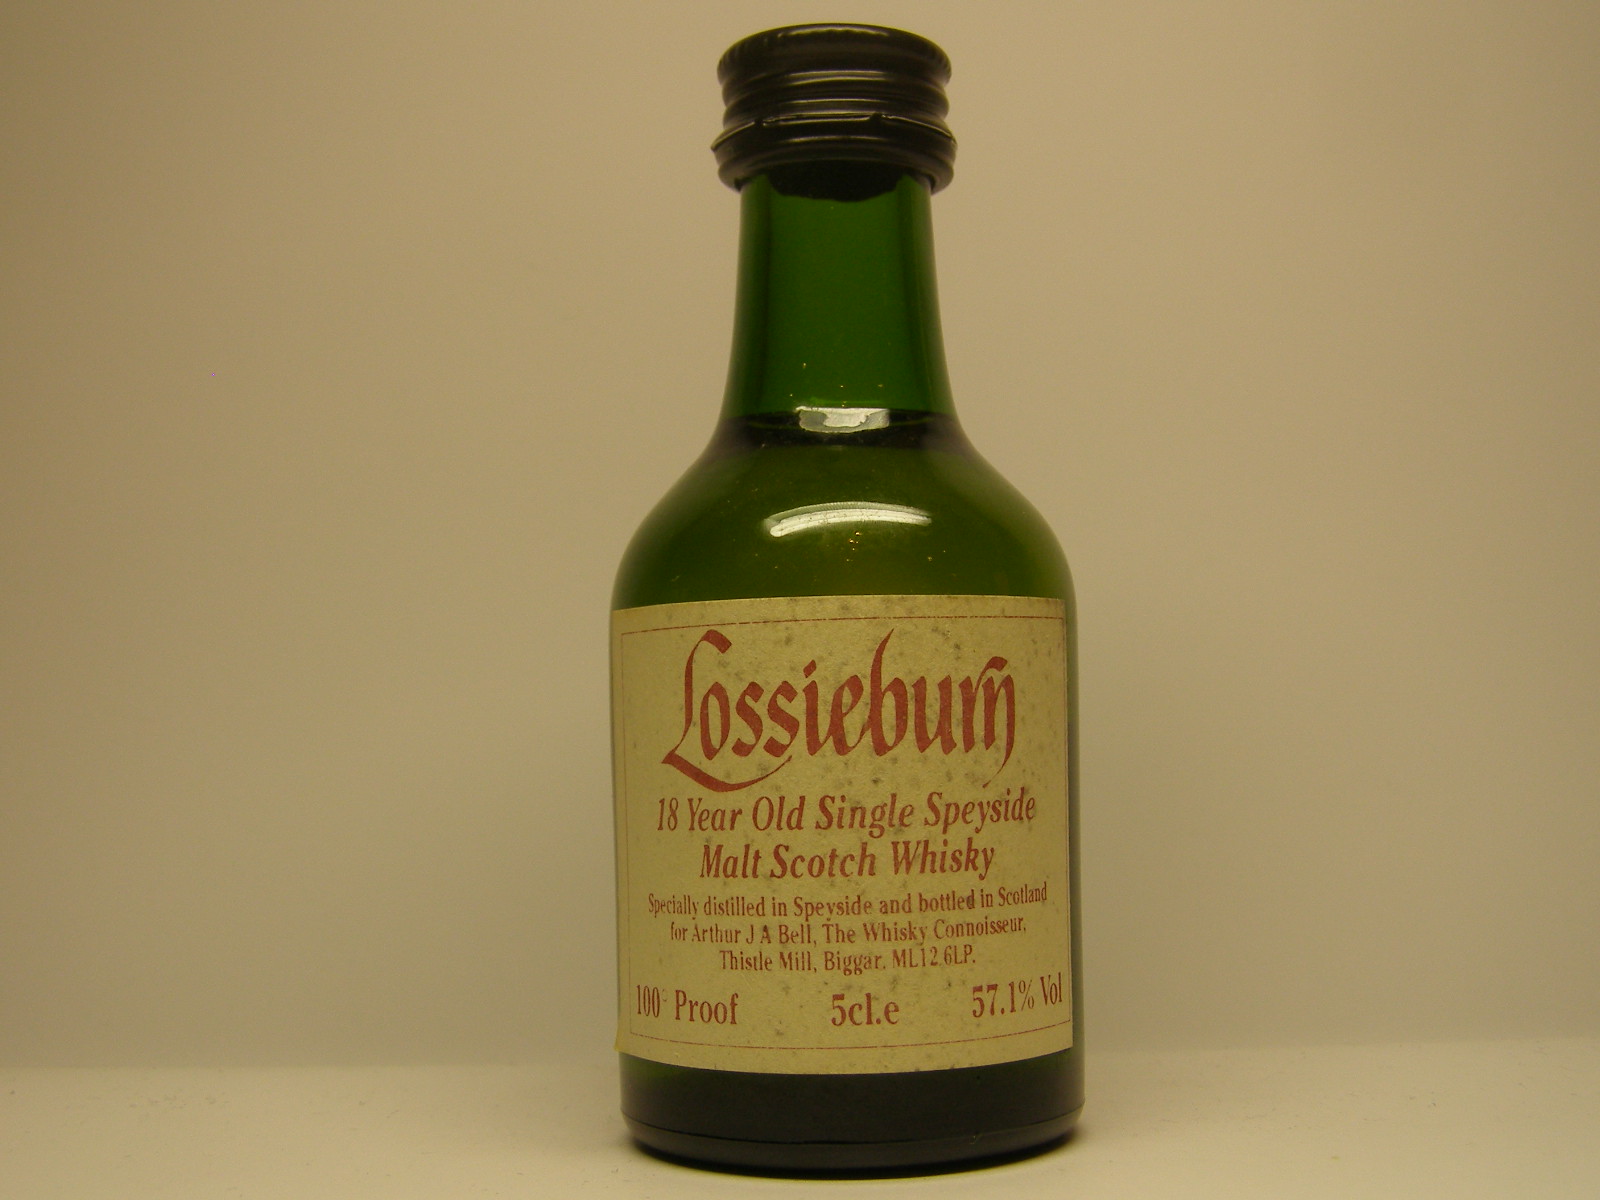 Lossieburn
18 Year Old Single Speyside
Malt Scotch Whisky
Specially distilled in Speyside and bottled in Scotland
for Arthur J A Bell, The Whisky Connoisseur,
Thistle Mill, Biggar. ML12 6LP.
100° Proof 5cl.e 57.1% Vol